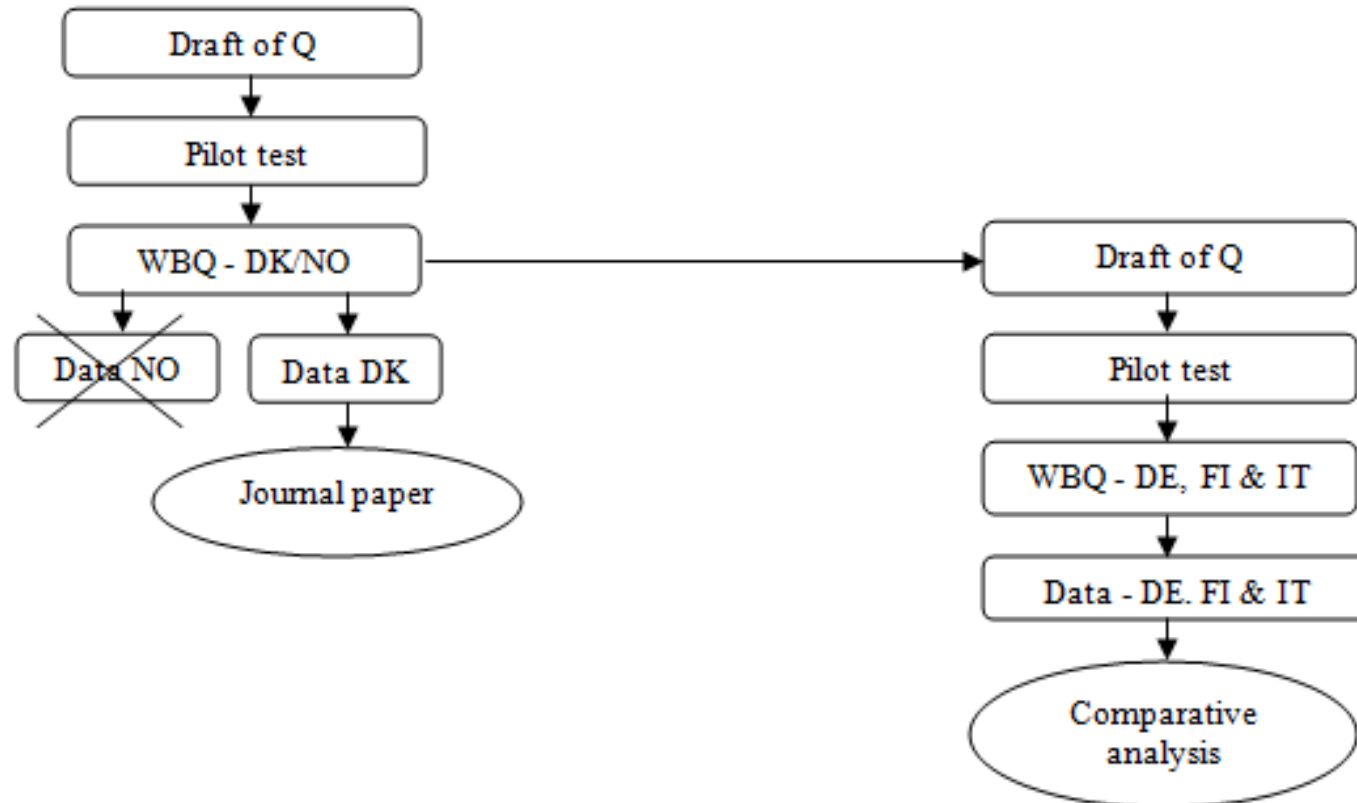 Draft of Q
Pilot test
WBQ - DK/NO
Data NO
Data DK
Journal paper
Draft of Q
Pilot test
WBQ - DE, FI & IT
Data - DE. FI & IT
Comparative
analysis